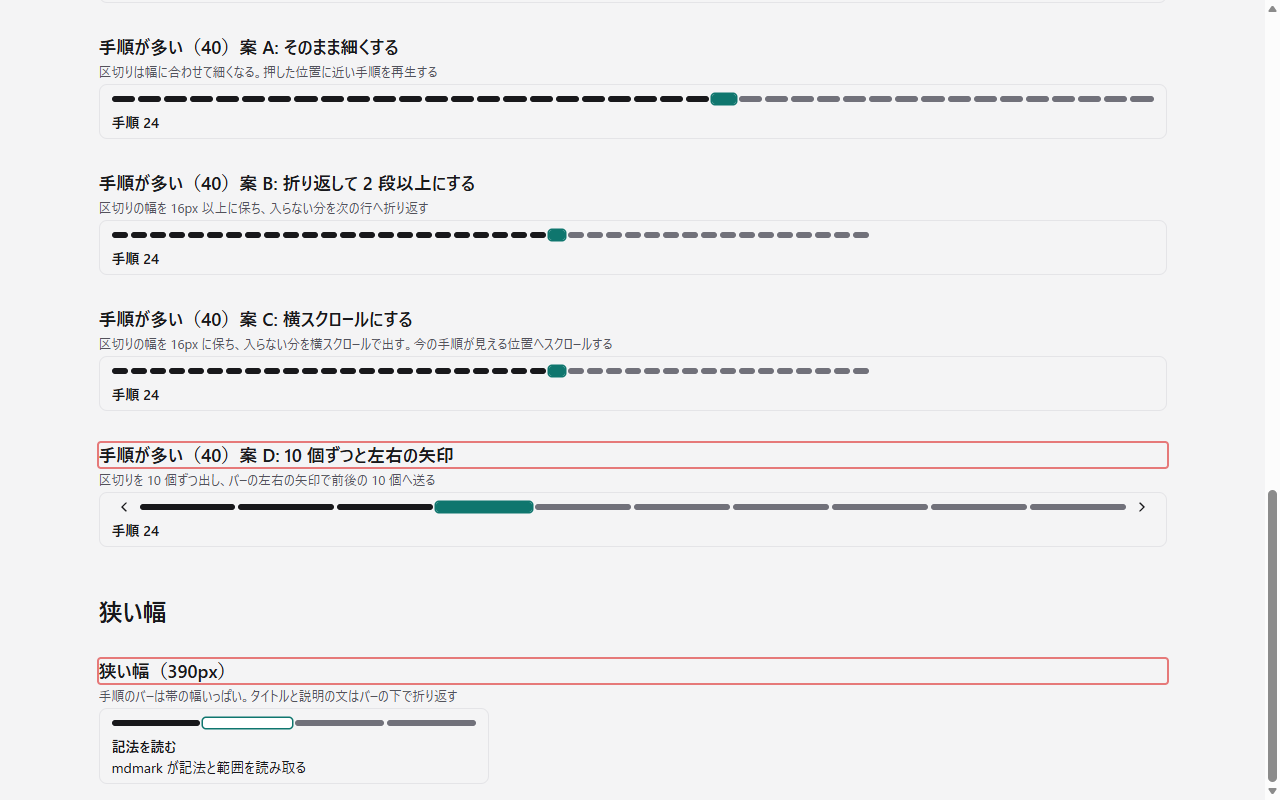 手順が多い（40）案 A: そのまま細くする
区切りは幅に合わせて細くなる。押した位置に近い手順を再生する
手順 24
手順が多い（40）案 B: 折り返して 2 段以上にする
区切りの幅を 16px 以上に保ち、入らない分を次の行へ折り返す
手順 24
手順が多い（40）案 C: 横スクロールにする
区切りの幅を 16px に保ち、入らない分を横スクロールで出す。今の手順が見える位置へスクロールする
手順 24
手順が多い（40）案 D: 10 個ずつと左右の矢印
区切りを 10 個ずつ出し、バーの左右の矢印で前後の 10 個へ送る
手順 24
狭い幅
狭い幅（390px）
手順のバーは帯の幅いっぱい。タイトルと説明の文はバーの下で折り返す
記法を読む
mdmark が記法と範囲を読み取る